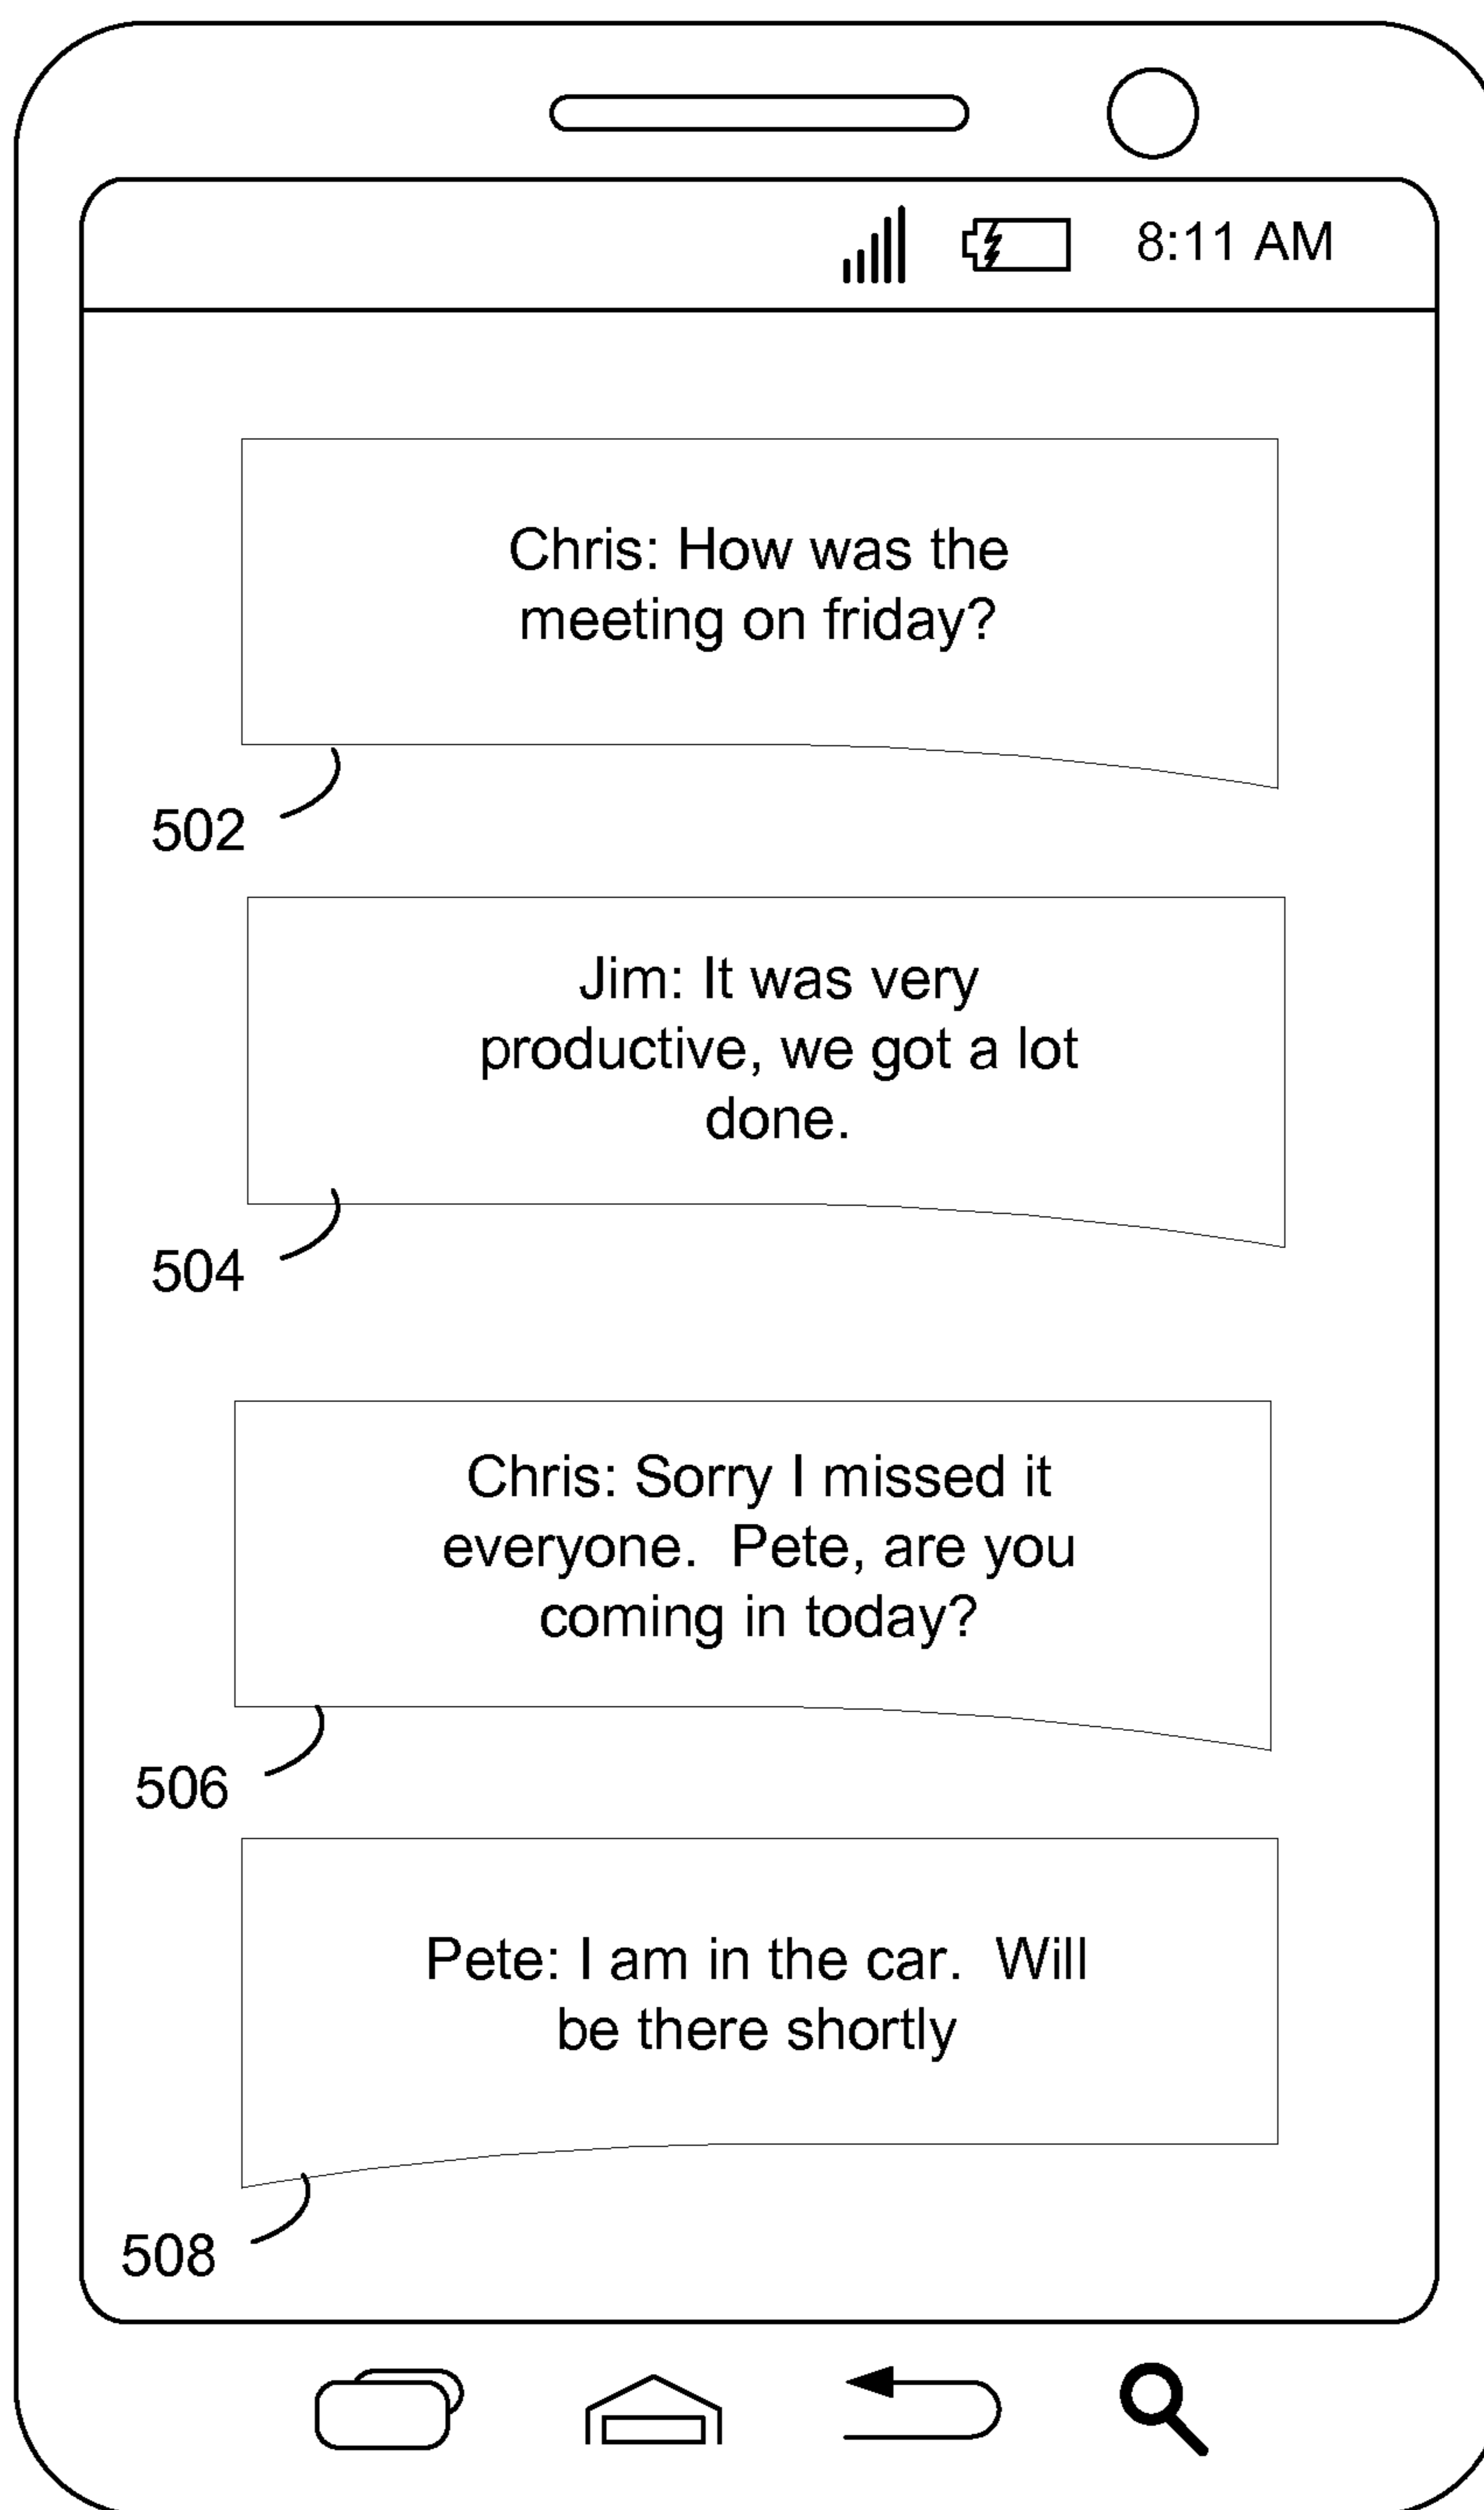 8:11 AM
Chris: How was the
meeting on friday?
502
Jim: It was very
productive, we got a lot
done.
504
Chris: Sorry I missed it
everyone.  Pete, are you
coming in today?
506
Pete: I am in the car.  Will
be there shortly
508